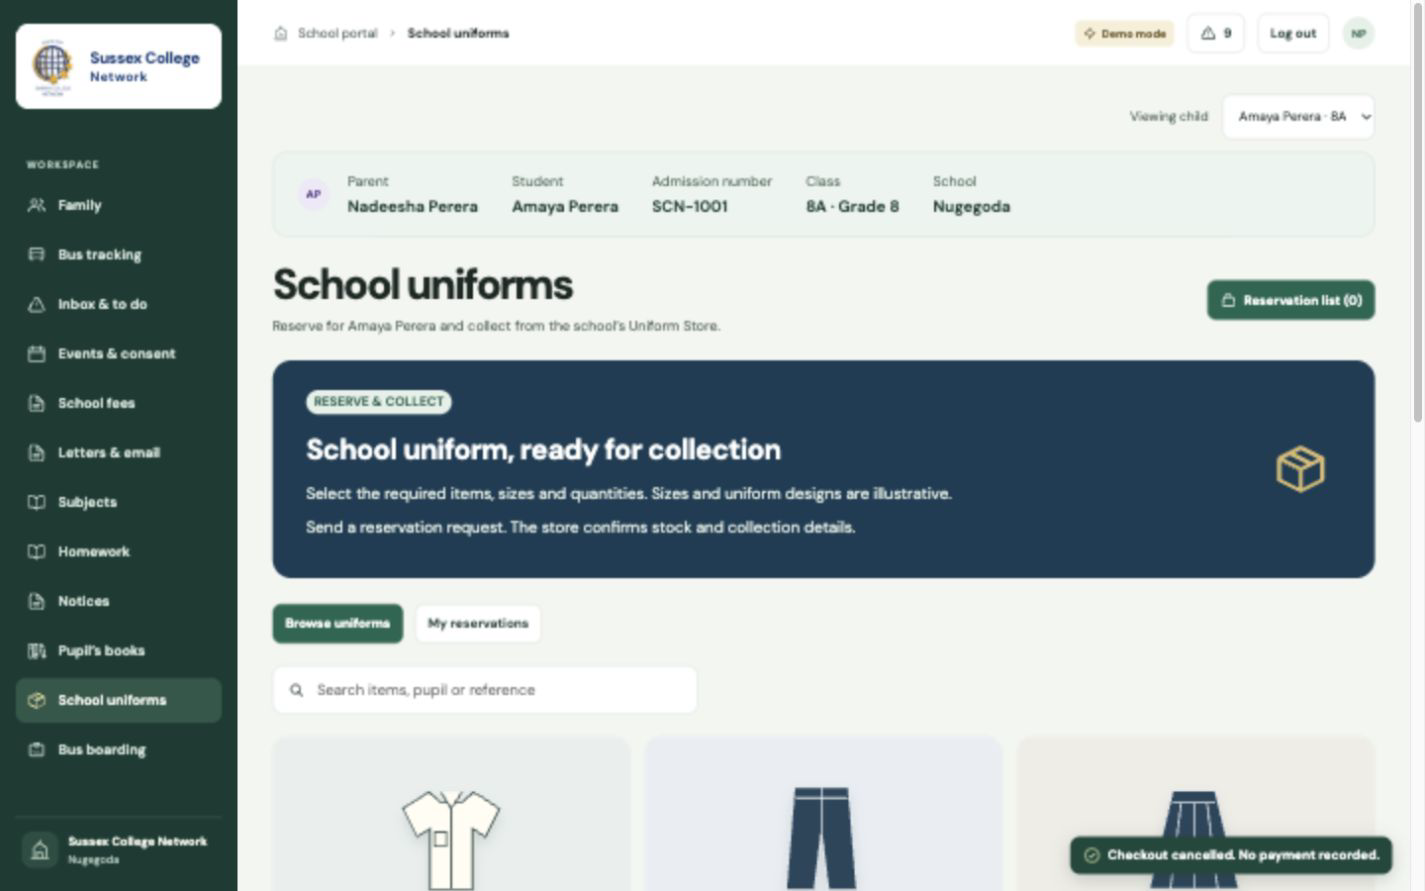 Sussex College
Network
WORKSPACE
Family
Bus tracking
Inbox & to do
Events & consent
School fees
Letters & email
Subjects
Homework
Notices
Pupil's books
School uniforms
Bus boarding
Sussex College Network
Nugegoda
School portal > School uniforms
Demo mode
9
Log out
NP
Viewing child
Amaya Perera · 8A
AP
Parent Student Admission number Class School
Nadeesha Perera Amaya Perera SCN-1001 8A · Grade 8 Nugegoda
School uniforms
Reserve for Amaya Perera and collect from the school's Uniform Store.
Reservation list (0)
RESERVE & COLLECT
School uniform, ready for collection
Select the required items, sizes and quantities. Sizes and uniform designs are illustrative.
Send a reservation request. The store confirms stock and collection details.
Browse uniforms
My reservations
Search items, pupil or reference
Checkout cancelled. No payment recorded.